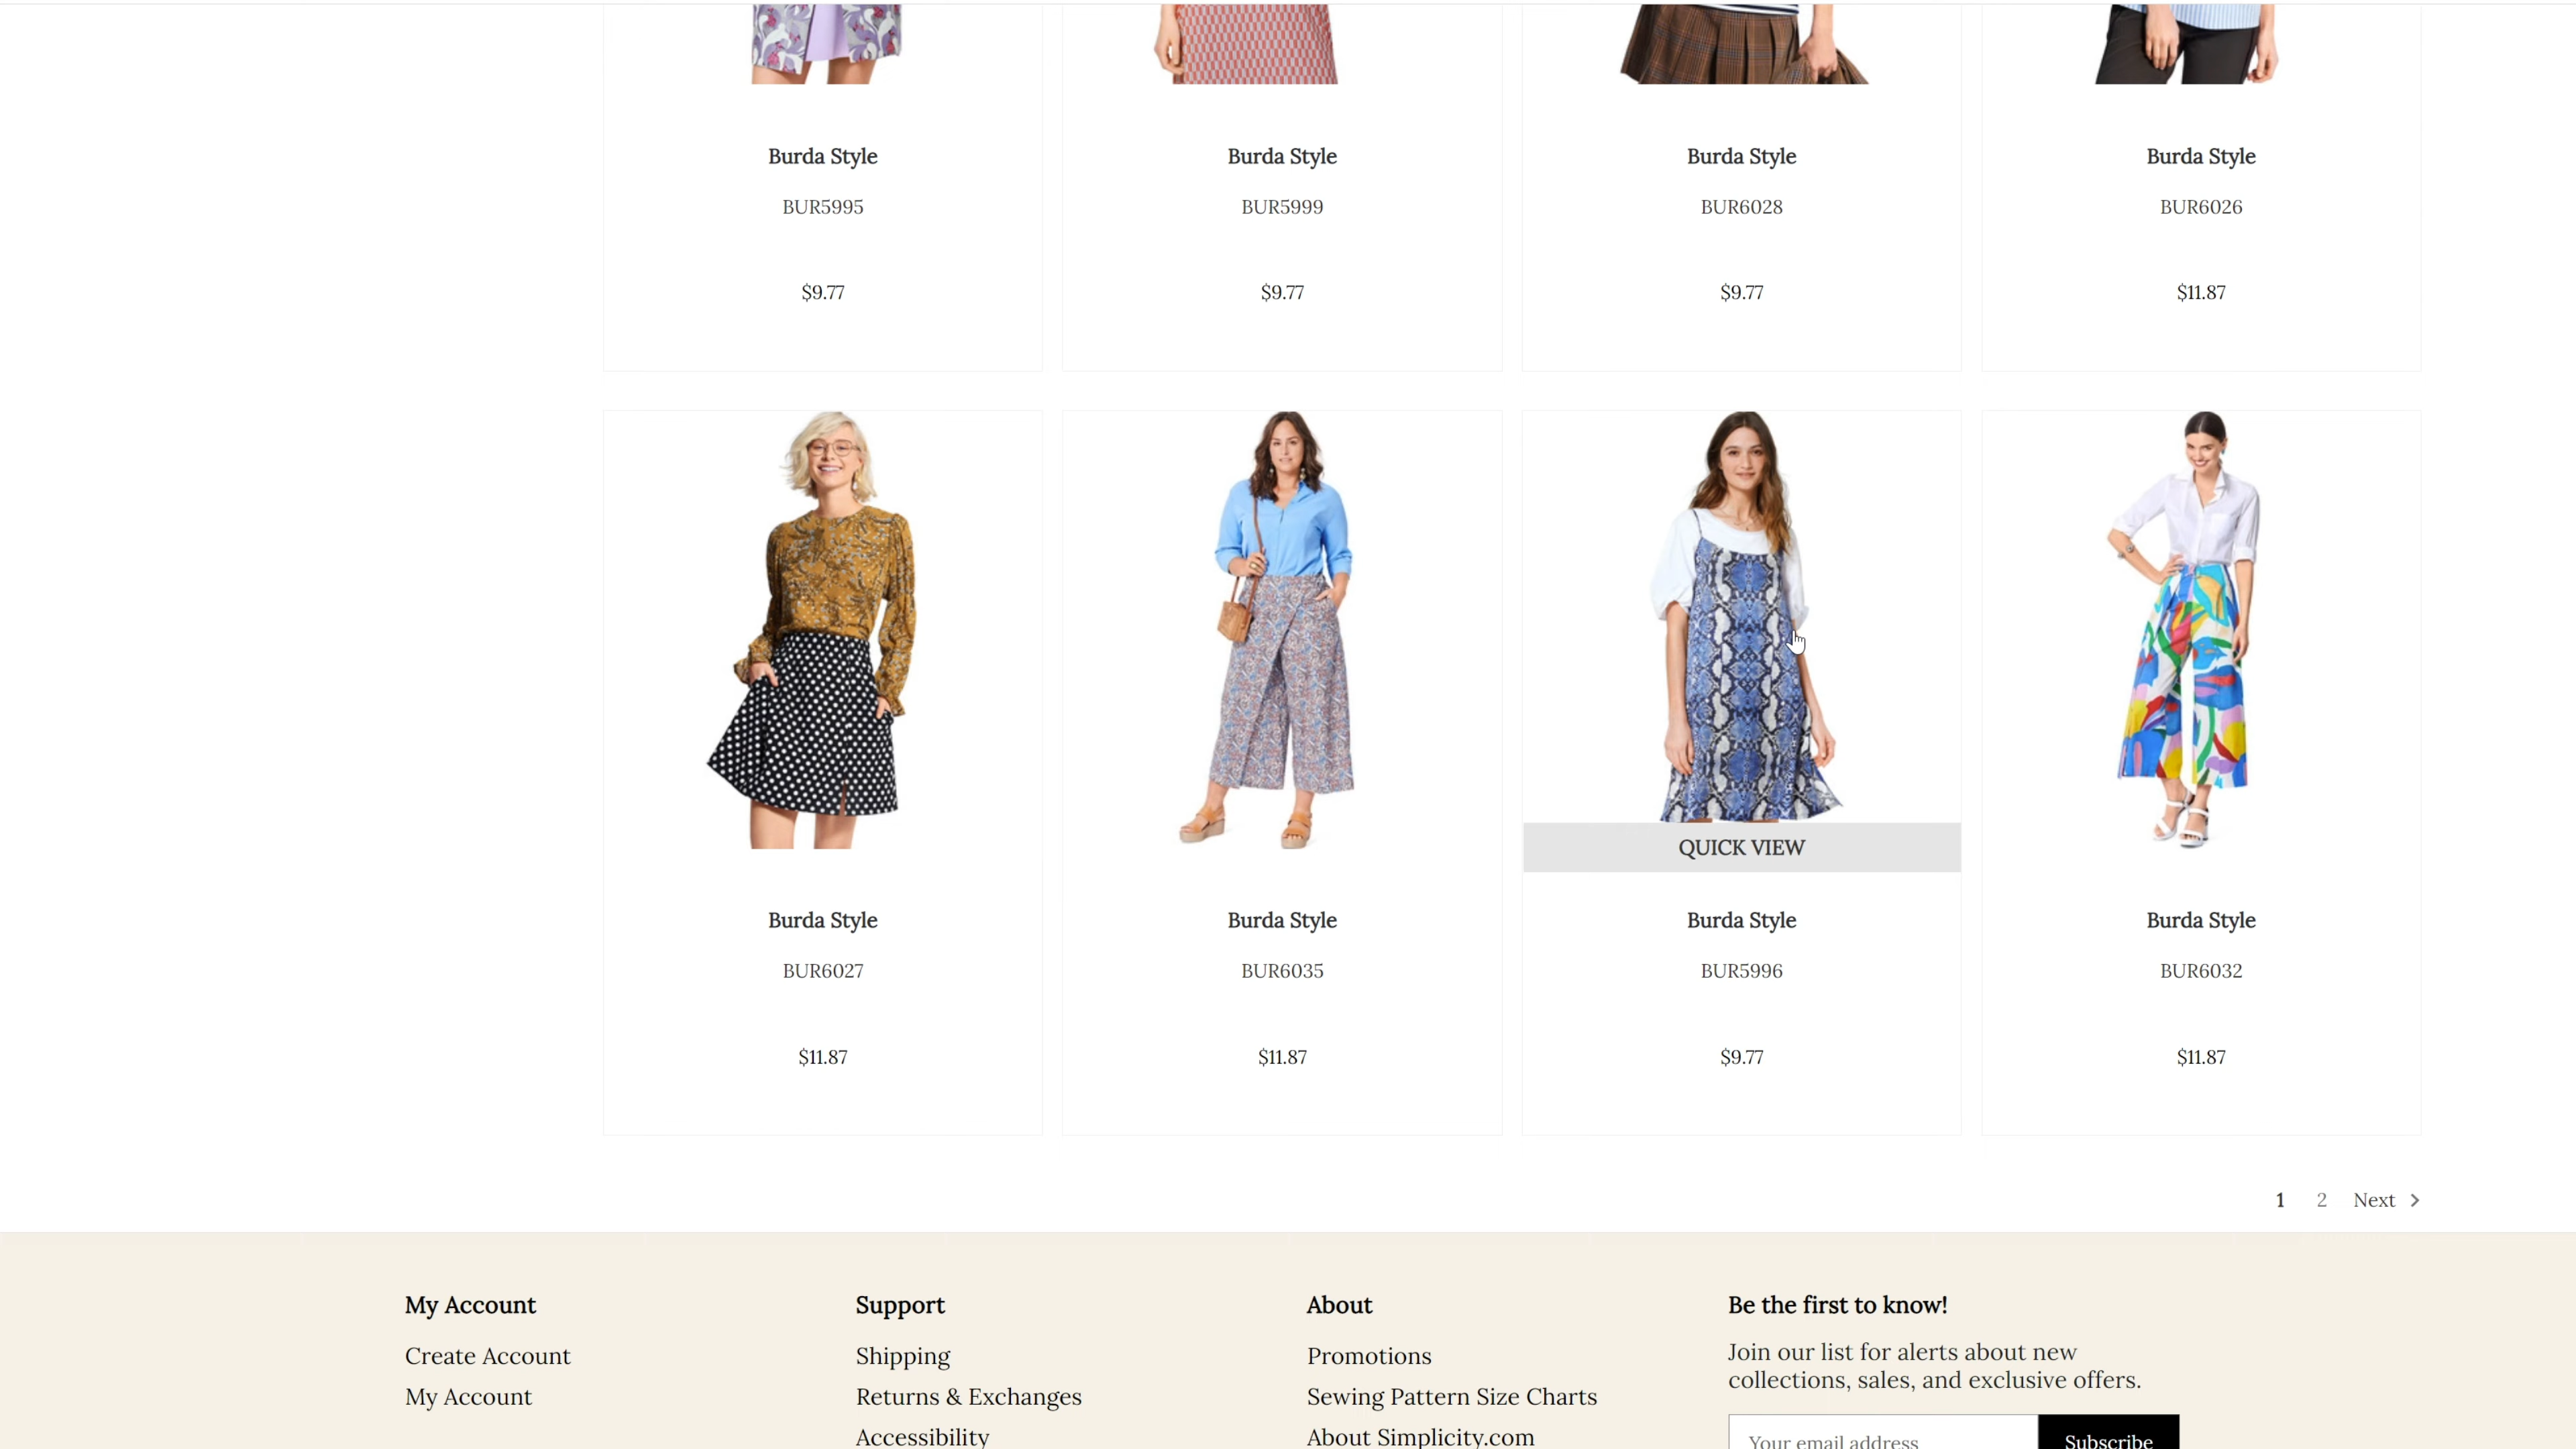 Burda Style
BUR5995
$9.77
Burda Style
BUR5999
$9.77
Burda Style
BUR6028
$9.77
Burda Style
BUR6026
$11.87
Burda Style
BUR6027
$11.87
Burda Style
BUR6035
$11.87
QUICK VIEW
Burda Style
BUR5996
$9.77
Burda Style
BUR6032
$11.87
1 2 Next
My Account
Create Account
My Account
Support
Shipping
Returns & Exchanges
Accessibility
About
Promotions
Sewing Pattern Size Charts
About Simplicity.com
Be the first to know!
Join our list for alerts about new
collections, sales, and exclusive offers.
Your email address
Subscribe